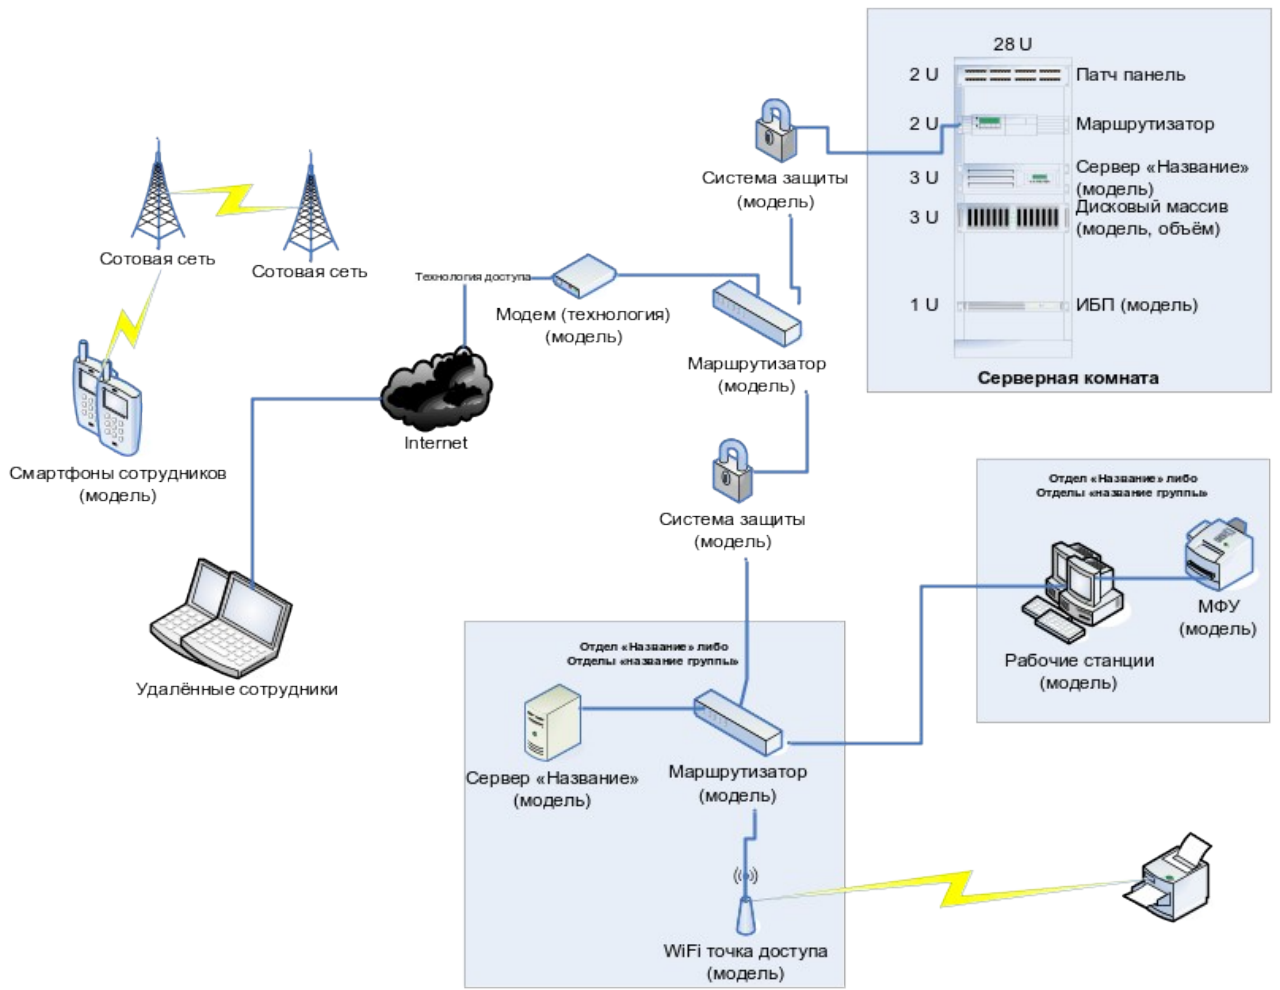 28 U
2 U
Патч панель
2 U
Маршрутизатор
3 U
Сервер «Название»
(модель)
3 U
Дисковый массив
(модель, объём)
1 U
ИБП (модель)
Серверная комната
Система защиты
(модель)
Сотовая сеть
Сотовая сеть
Технология доступа
Модем (технология)
(модель)
Маршрутизатор
(модель)
Internet
Смартфоны сотрудников
(модель)
Система защиты
(модель)
Отдел «Название» либо
Отделы «название группы»
МФУ
(модель)
Рабочие станции
(модель)
Удалённые сотрудники
Отдел «Название» либо
Отделы «название группы»
Сервер «Название»
(модель)
Маршрутизатор
(модель)
WiFi точка доступа
(модель)